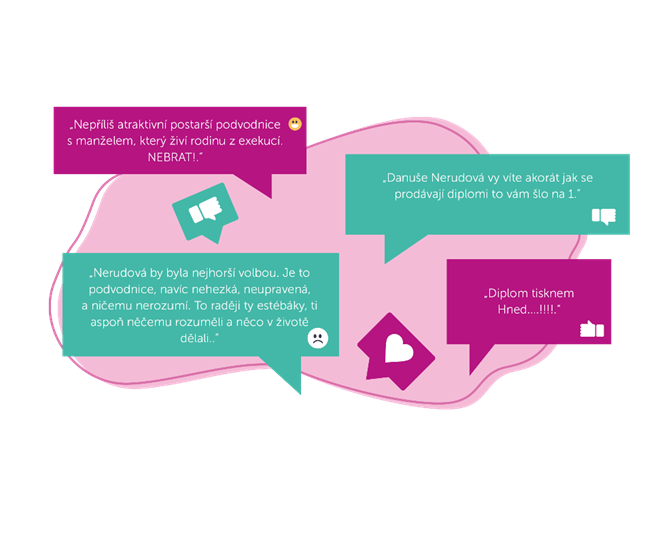 „Nepříliš atraktivní postarší podvodnice
s manželem, který živí rodinu z exekucí.
NEBRAT!.“
„Danuše Nerudová vy víte akorát jak se
prodávají diplomi to vám šlo na 1.“
„Nerudová by byla nejhorší volbou. Je to
podvodnice, navíc nehezká, neupravená,
a ničemu nerozumí. To raději ty estébáky, ti
aspoň něčemu rozuměli a něco v životě
dělali..“
„Diplom tisknem
Hned....!!!!.“